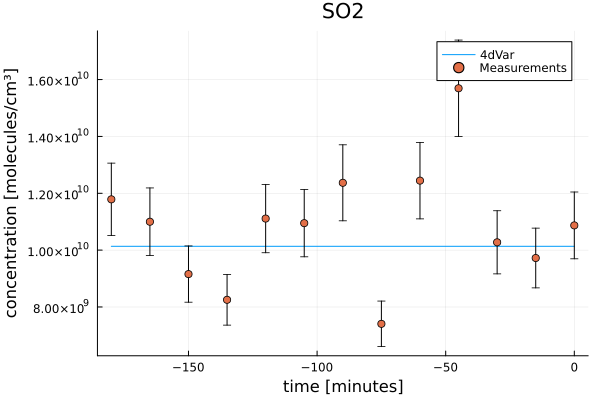 SO2
4dVar
Measurements
concentration [molecules/cm³]
1.60×10¹⁰
1.40×10¹⁰
1.20×10¹⁰
1.00×10¹⁰
8.00×10⁹
−150 −100 −50 0
time [minutes]